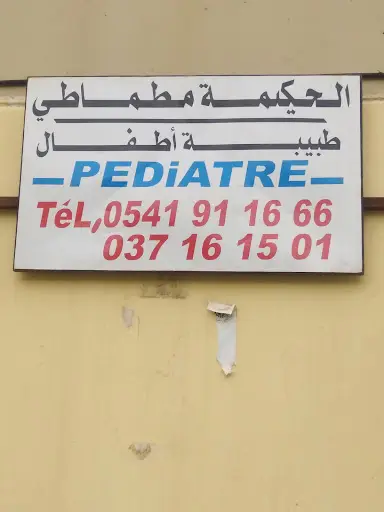 الحكيمة مطماطي
طبيبة أطفال
PEDiATRE
TéL,0541 91 16 66
037 16 15 01